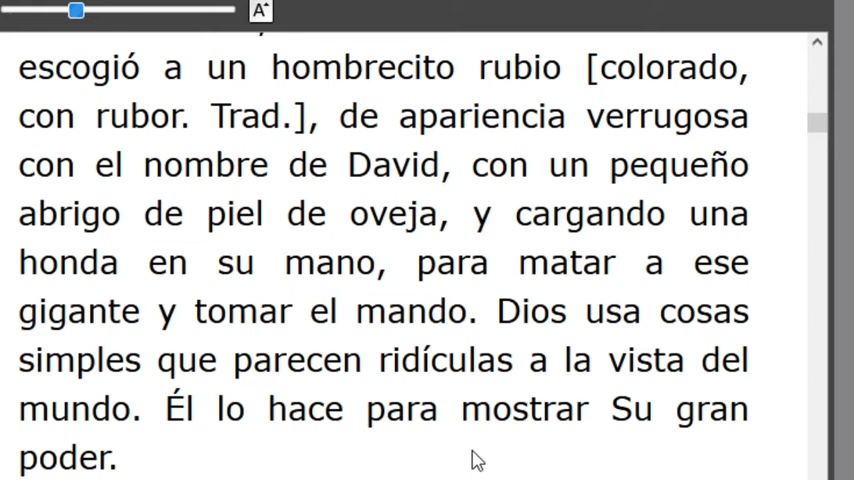 A
escogió a un hombrecito rubio [colorado,
con rubor. Trad.], de apariencia verrugosa
con el nombre de David, con un pequeño
abrigo de piel de oveja, y cargando una
honda en su mano, para matar a ese
gigante y tomar el mando. Dios usa cosas
simples que parecen ridículas a la vista del
mundo. Él lo hace para mostrar Su gran
poder.